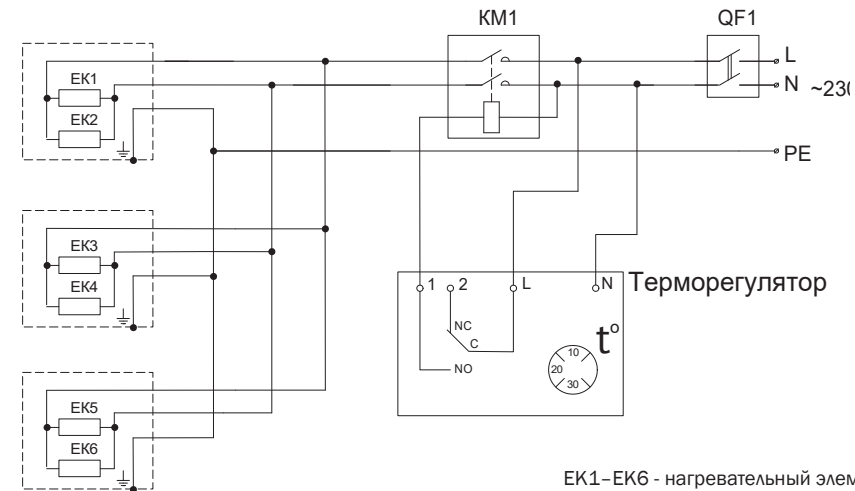 KM1
QF1
L
N
~230
PE
EK1
EK2
EK3
EK4
EK5
EK6
1
2
L
N
Терморегулятор
NC
C
NO
t°
10
20
30
EK1–EK6 - нагревательный